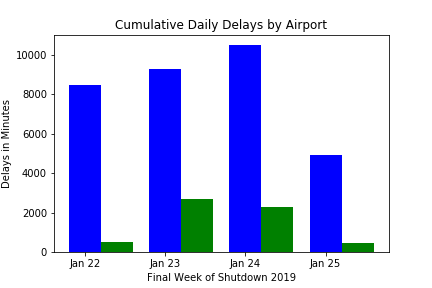 Cumulative Daily Delays by Airport
Delays in Minutes
10000
8000
6000
4000
2000
0
Jan 22 Jan 23 Jan 24 Jan 25
Final Week of Shutdown 2019